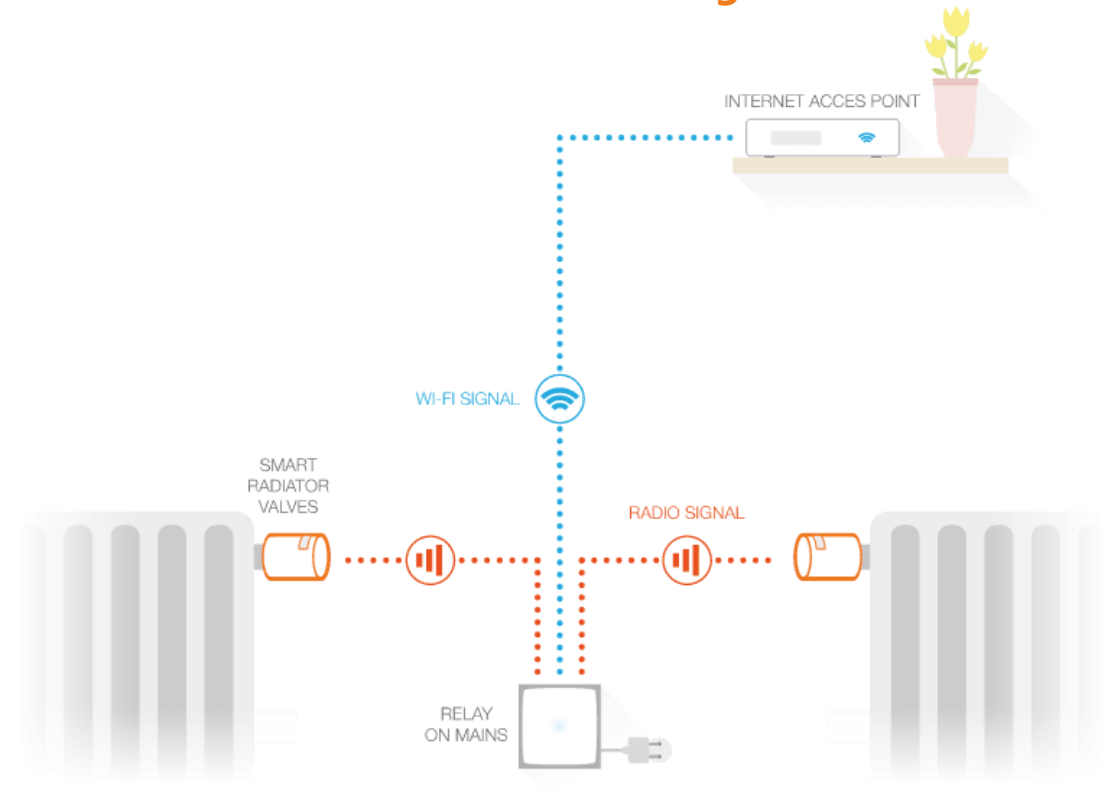 INTERNET ACCES POINT
WI-FI SIGNAL
SMART
RADIATOR
VALVES
RADIO SIGNAL
RELAY
ON MAINS